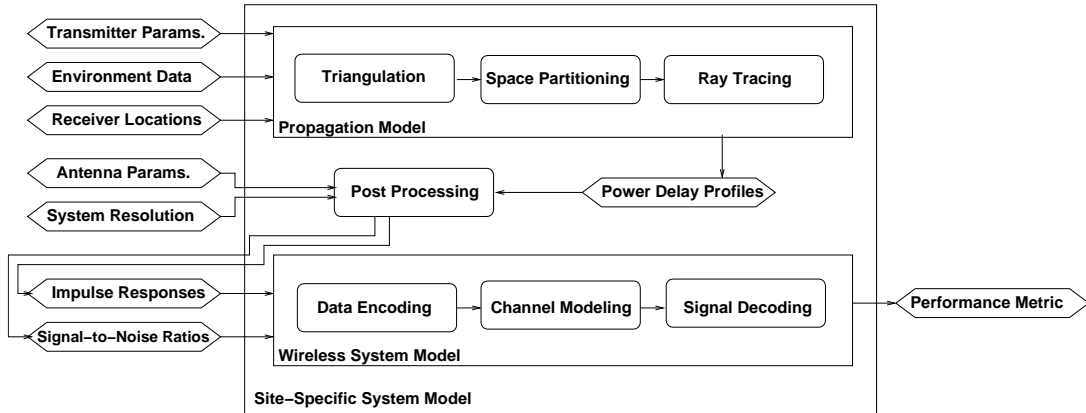 Transmitter Params.
Environment Data
Receiver Locations
Triangulation
Space Partitioning
Ray Tracing
Propagation Model
Antenna Params.
System Resolution
Post Processing
Power Delay Profiles
Impulse Responses
Signal−to−Noise Ratios
Data Encoding
Channel Modeling
Signal Decoding
Wireless System Model
Performance Metric
Site−Specific System Model